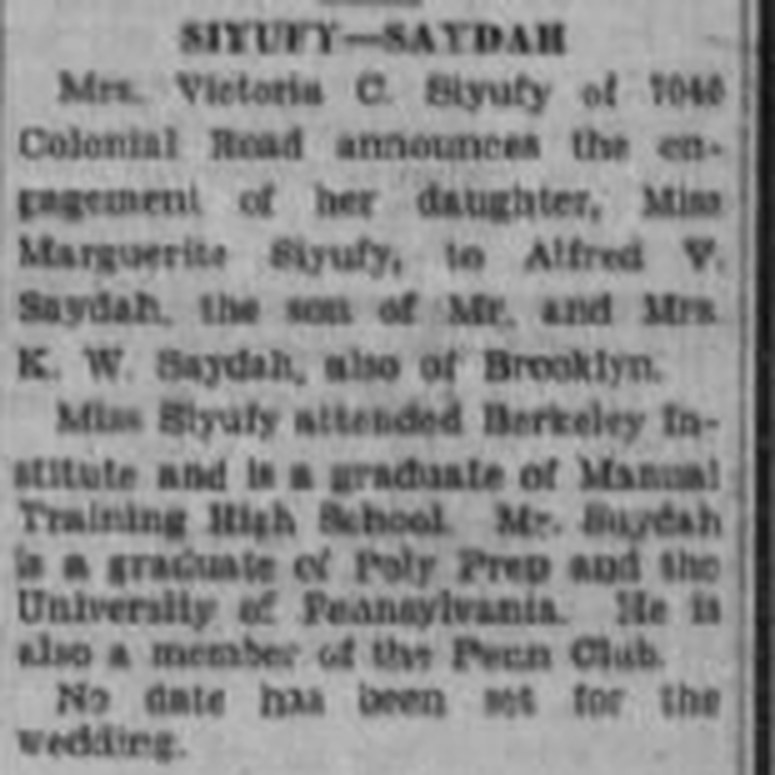 SIYUFY—SAYDAH
Mrs. Victoria C. Siyufy of 7040
Colonial Road announces the en-
gagement of her daughter, Miss
Marguerite Siyufy, to Alfred V.
Saydah, the son of Mr. and Mrs.
K. W. Saydah, also of Brooklyn.
Miss Siyufy attended Berkeley In-
stitute and is a graduate of Manual
Training High School. Mr. Saydah
is a graduate of Poly Prep and the
University of Pennsylvania. He is
also a member of the Penn Club.
No date has been set for the
wedding.